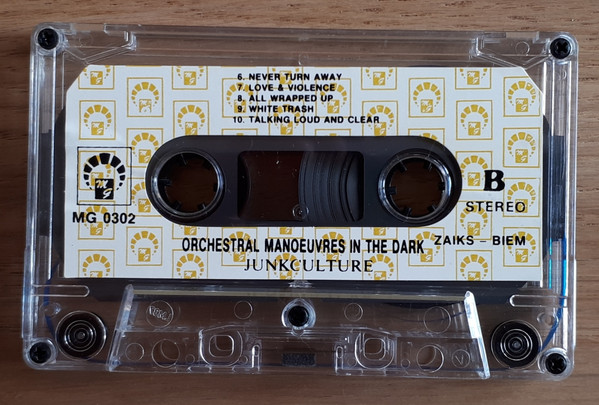 6. NEVER TURN AWAY
7. LOVE & VIOLENCE
8. ALL WRAPPED UP
9. WHITE TRASH
10. TALKING LOUD AND CLEAR
MG
MG 0302
B
STEREO
ZAIKS – BIEM
ORCHESTRAL MANOEUVRES IN THE DARK
JUNKCULTURE